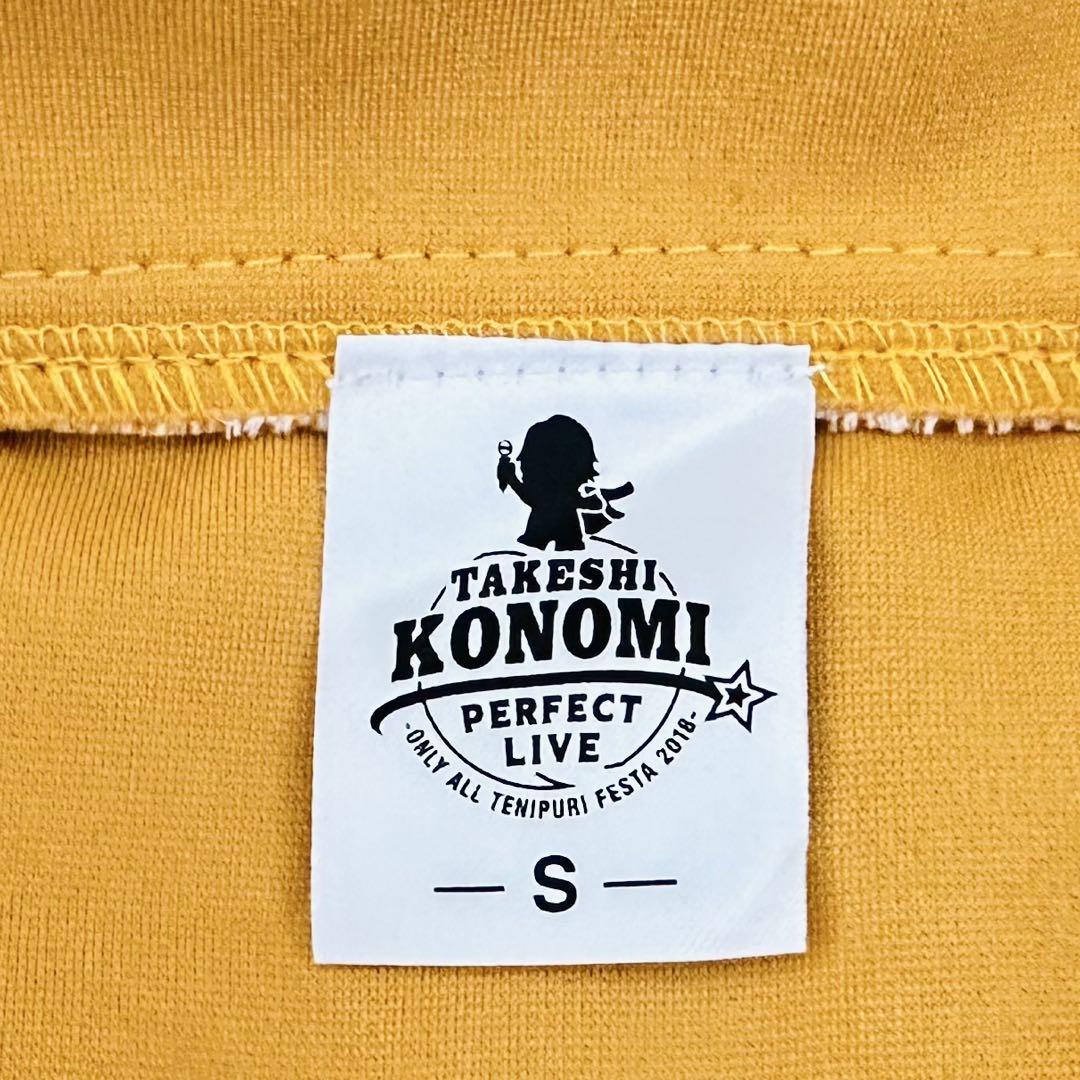 TAKESHI
KONOMI
PERFECT
LIVE
-ONLY ALL TENIPURI FESTA 2018-
— S —